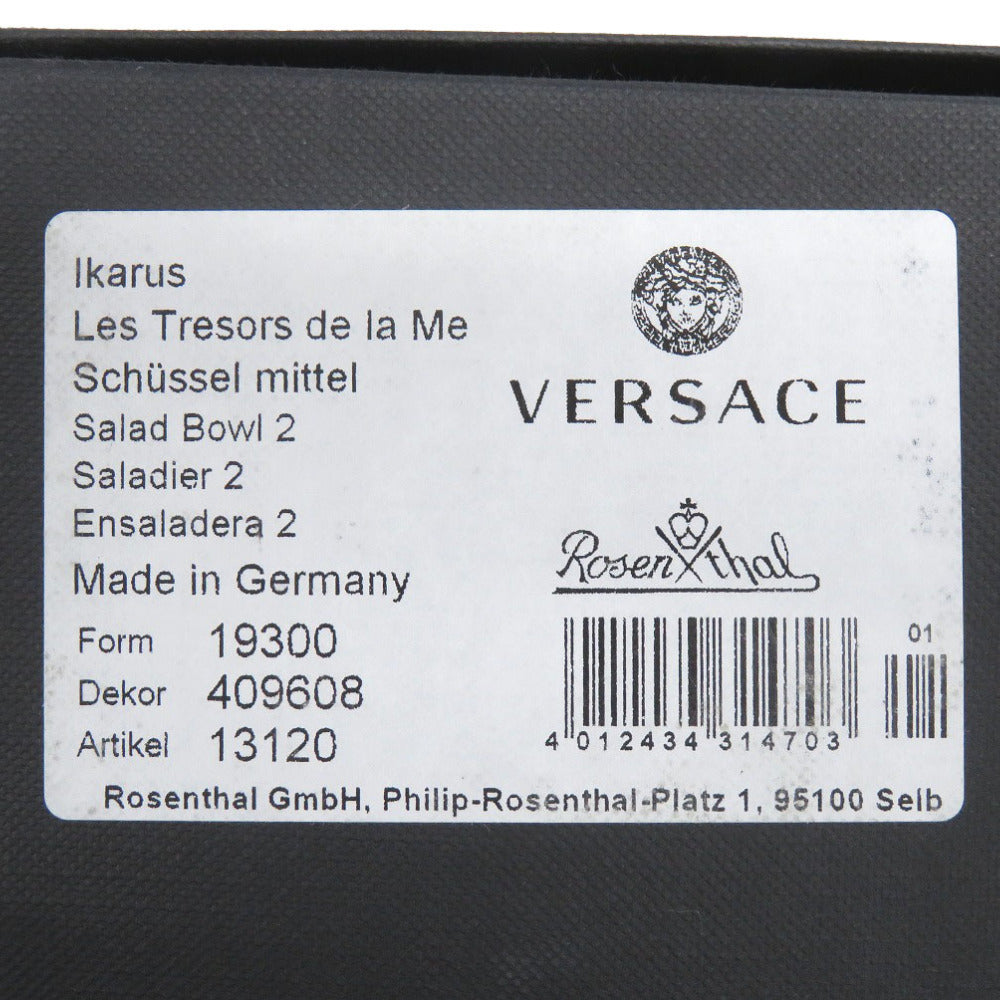 Ikarus
Les Tresors de la Me
Schüssel mittel
Salad Bowl 2
Saladier 2
Ensaladera 2
Made in Germany
Form 19300
Dekor 409608
Artikel 13120
VERSACE
Rosenthal
01
4 012434 314703
Rosenthal GmbH, Philip-Rosenthal-Platz 1, 95100 Selb